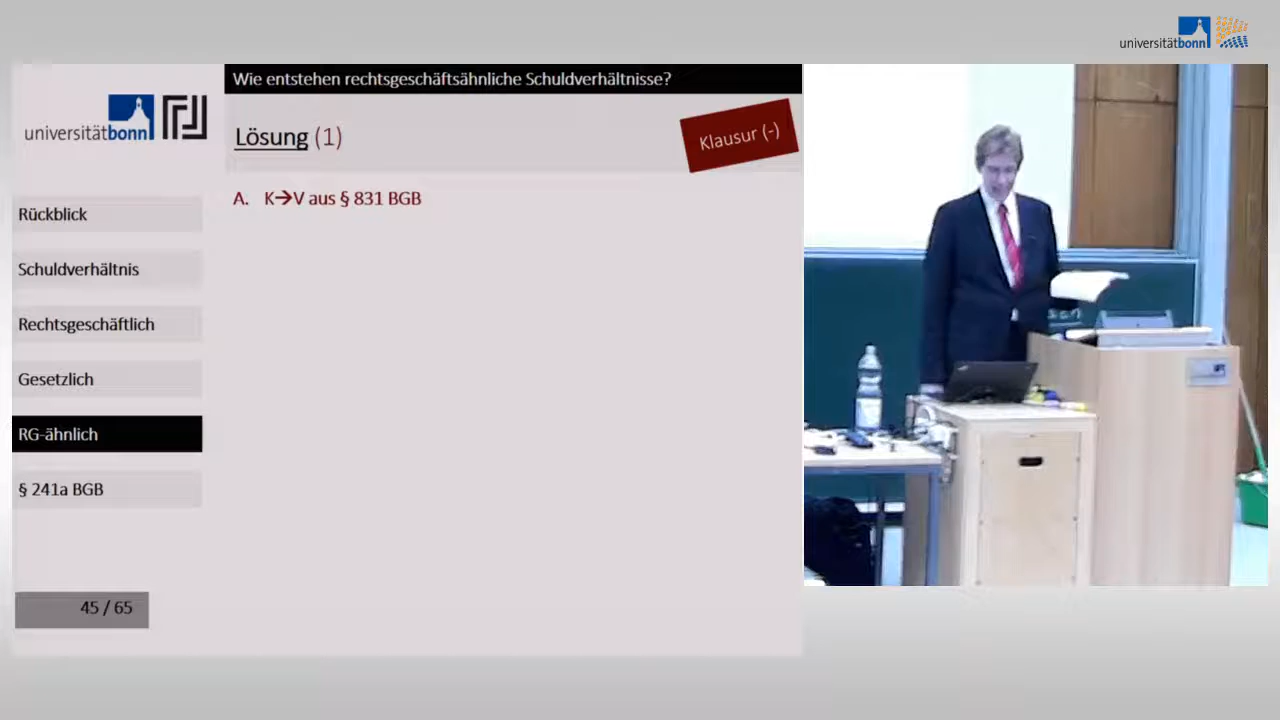 universitätbonn
Wie entstehen rechtsgeschäftsähnliche Schuldverhältnisse?
universitätbonn
Lösung (1)
Klausur (-)
A. K→V aus § 831 BGB
Rückblick
Schuldverhältnis
Rechtsgeschäftlich
Gesetzlich
RG-ähnlich
§ 241a BGB
45 / 65